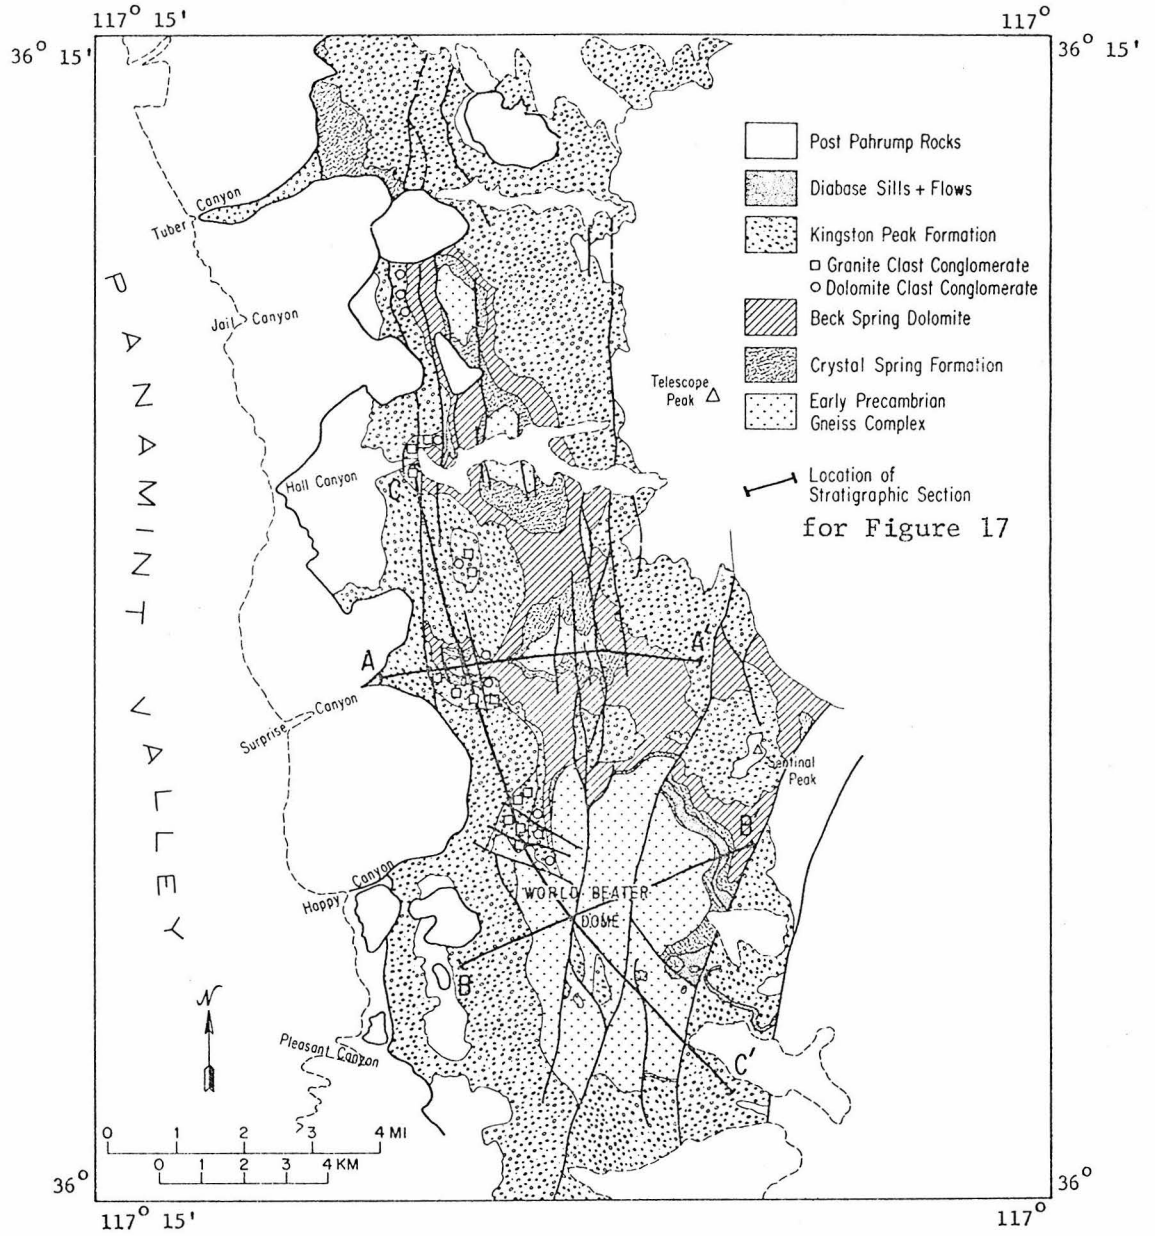 117° 15'
117°
36° 15'
36° 15'
Post Pahrump Rocks
Diabase Sills + Flows
Kingston Peak Formation
Granite Clast Conglomerate
Dolomite Clast Conglomerate
Beck Spring Dolomite
Crystal Spring Formation
Early Precambrian
Gneiss Complex
Location of
Stratigraphic Section
for Figure 17
Tuber Canyon
Jail Canyon
Telescope
Peak
Hall Canyon
C
PANAMINT VALLEY
A
A'
Surprise Canyon
Sentinal
Peak
B'
Happy Canyon
WORLD BEATER
DOME
B
N
Pleasant Canyon
C'
0 1 2 3 4 MI
0 1 2 3 4 KM
36°
36°
117° 15'
117°